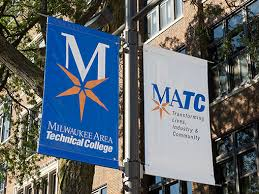 M
MILWAUKEE AREA
Technical College
MATC
Transforming
Lives,
Industry &
Community